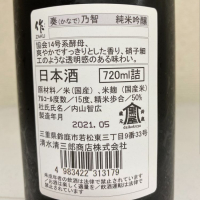 作
ZAKU
奏(かなで)乃智 純米吟醸
協会14号系酵母、
爽やかですっきりとした香り。硝子細
工のような透明感のある味わい。
日本酒 720ml詰
原材料/米(国産)、米麹(国産米)
アルコール度数/15度、精米歩合/50%
杜氏氏名/内山智広
製造年月
2021.05
三重県鈴鹿市若松東三丁目9番33号
清水清三郎商店株式会社
4 983422 313179